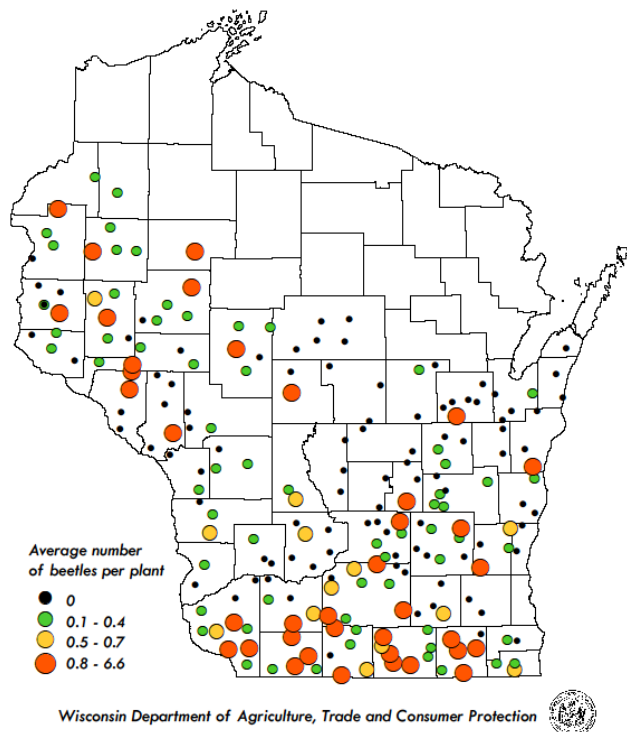 Average number
of beetles per plant
0
0.1 - 0.4
0.5 - 0.7
0.8 - 6.6
Wisconsin Department of Agriculture, Trade and Consumer Protection